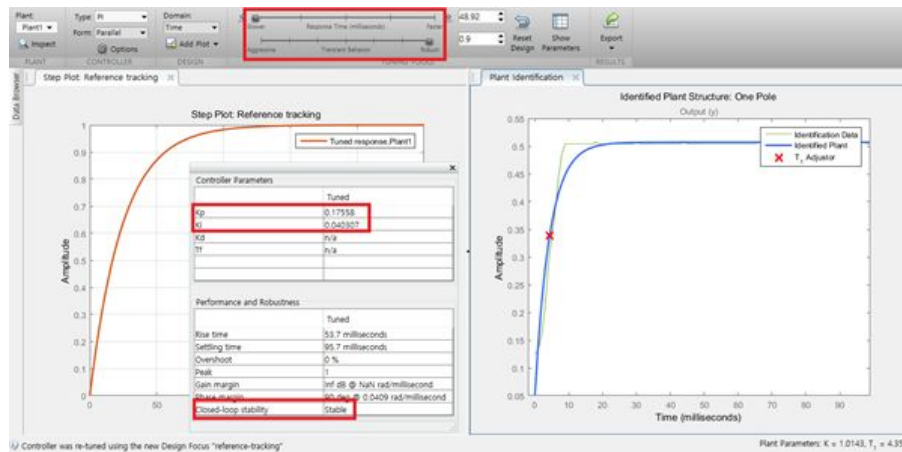 Plant:
Type: PI
Domain:
48.92
Plant1
Form: Parallel
Time
Slower
Response Time (milliseconds)
Faster
Inspect
Options
Add Plot
Aggressive
Transient Behavior
Robust
0.9
Reset Design
Show Parameters
Export
PLANT
CONTROLLER
DESIGN
TUNING TOOLS
RESULTS
Data Browser
Step Plot: Reference tracking
Step Plot: Reference tracking
Tuned response:Plant1
Amplitude
1
0.9
0.8
0.7
0.6
0.5
0.4
0.3
0.2
0.1
0
0
50
Controller Parameters
Tuned
Kp 0.17558
Ki 0.040307
Kd n/a
Tf n/a
Performance and Robustness
Tuned
Rise time 53.7 milliseconds
Settling time 95.7 milliseconds
Overshoot 0 %
Peak 1
Gain margin Inf dB @ NaN rad/millisecond
Phase margin 90 deg @ 0.0409 rad/millisecond
Closed-loop stability Stable
Plant Identification
Identified Plant Structure: One Pole
Output (y)
Identification Data
Identified Plant
T1 Adjustor
Amplitude
0.55
0.5
0.45
0.4
0.35
0.3
0.25
0.2
0.15
0.1
0.05
0 10 20 30 40 50 60 70 80 90
Time (milliseconds)
Controller was re-tuned using the new Design Focus "reference-tracking"
Plant Parameters: K = 1.0143, T1 = 4.35